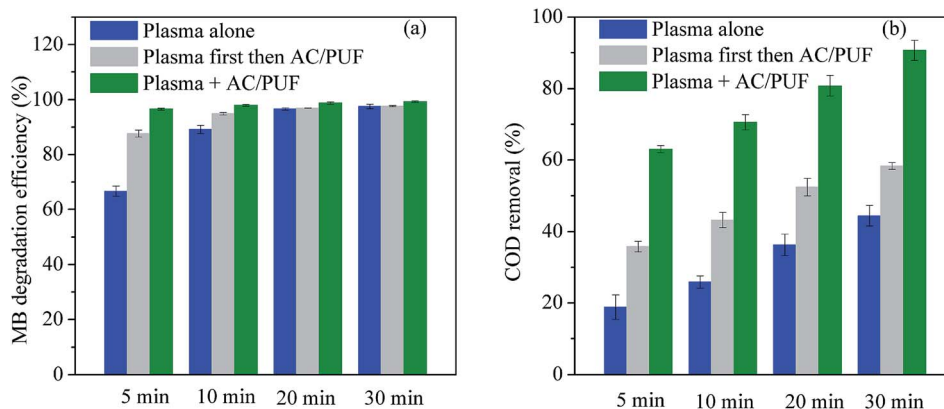 (a)
Plasma alone
Plasma first then AC/PUF
Plasma + AC/PUF
MB degradation efficiency (%)
120
100
80
60
40
20
0
5 min 10 min 20 min 30 min
(b)
Plasma alone
Plasma first then AC/PUF
Plasma + AC/PUF
COD removal (%)
100
80
60
40
20
0
5 min 10 min 20 min 30 min